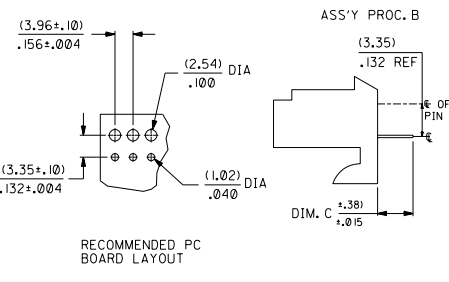 ASS'Y PROC. B
(3.96±.10)
.156±.004
(2.54) DIA
.100
(3.35)
.132 REF
℄ OF
PIN
℄
(3.35±.10)
.132±.004
(1.02) DIA
.040
DIM. C ±.38)
±.015
RECOMMENDED PC
BOARD LAYOUT